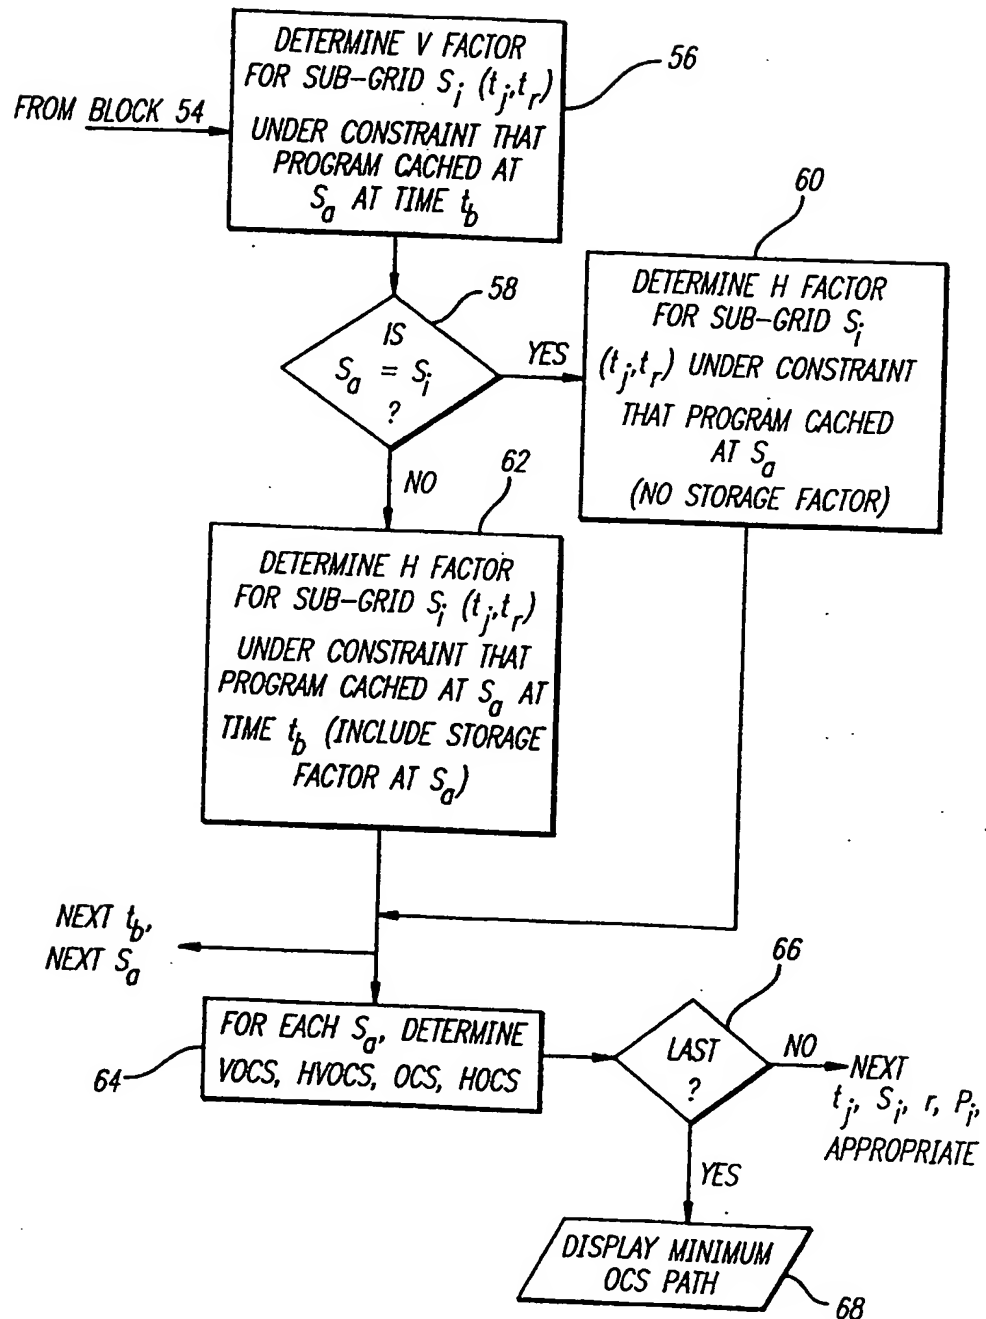 DETERMINE V FACTOR
FOR SUB-GRID Si (tj,tr)
UNDER CONSTRAINT THAT
PROGRAM CACHED AT
Sa AT TIME tb
56
FROM BLOCK 54
60
58
IS
Sa = Si
?
YES
NO
DETERMINE H FACTOR
FOR SUB-GRID Si
(tj,tr) UNDER CONSTRAINT
THAT PROGRAM CACHED
AT Sa
(NO STORAGE FACTOR)
62
DETERMINE H FACTOR
FOR SUB-GRID Si (tj,tr)
UNDER CONSTRAINT THAT
PROGRAM CACHED AT Sa AT
TIME tb (INCLUDE STORAGE
FACTOR AT Sa)
NEXT tb,
NEXT Sa
FOR EACH Sa, DETERMINE
VOCS, HVOCS, OCS, HOCS
64
66
LAST
?
NO
NEXT
tj, Si, r, Pi,
APPROPRIATE
YES
DISPLAY MINIMUM
OCS PATH
68